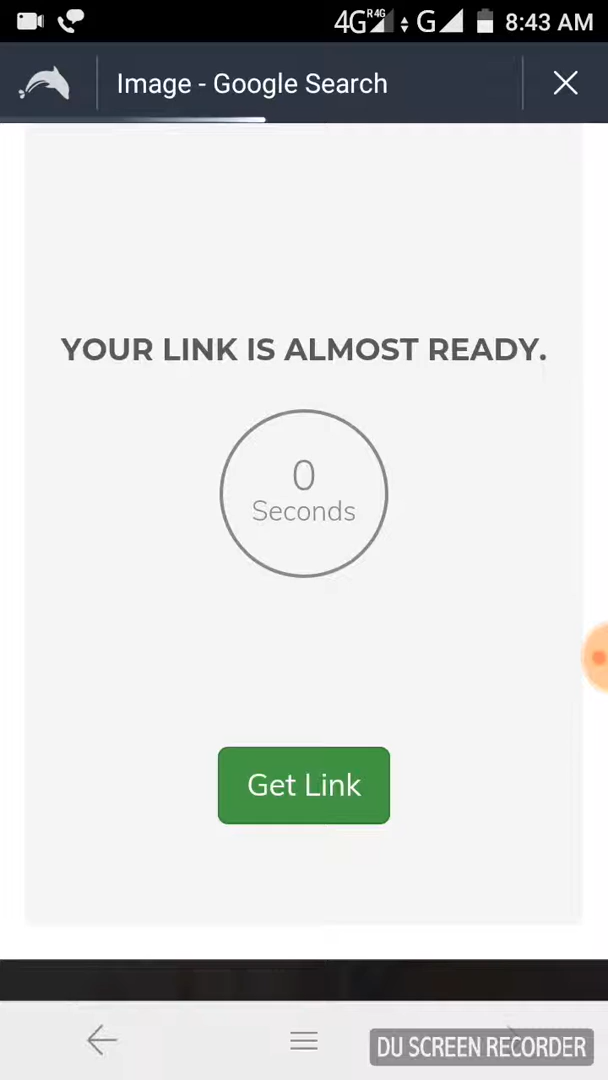 4G R4G G 8:43 AM
Image - Google Search
YOUR LINK IS ALMOST READY.
0
Seconds
Get Link
DU SCREEN RECORDER